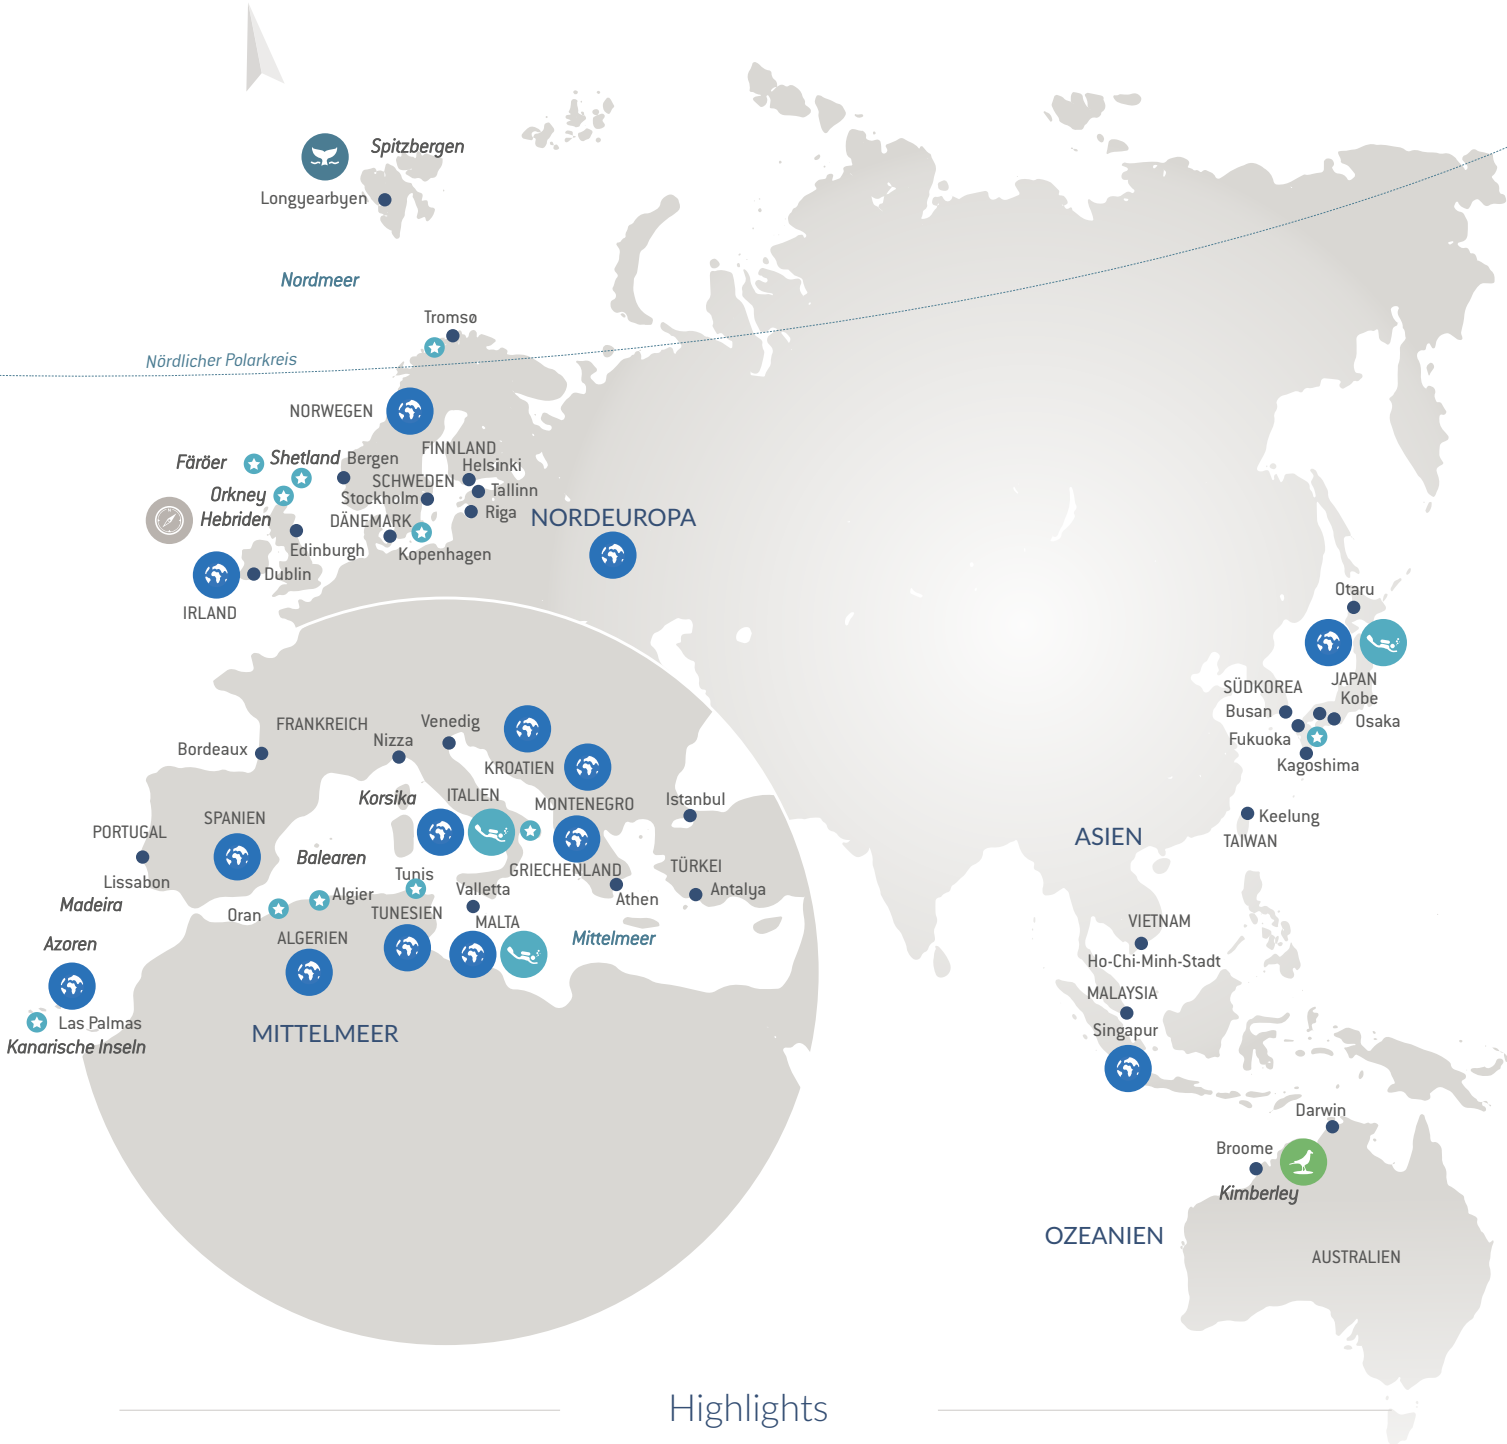 Spitzbergen
Longyearbyen
Nordmeer
Tromsø
Nördlicher Polarkreis
NORWEGEN
FINNLAND
Färöer
Shetland
Bergen
Helsinki
SCHWEDEN
Orkney
Stockholm
Tallinn
Hebriden
DÄNEMARK
Riga
NORDEUROPA
Edinburgh
Kopenhagen
Dublin
IRLAND
Otaru
SÜDKOREA
JAPAN
Kobe
Busan
Osaka
Fukuoka
Kagoshima
FRANKREICH
Venedig
Nizza
Bordeaux
KROATIEN
Korsika
ITALIEN
MONTENEGRO
Istanbul
SPANIEN
PORTUGAL
Balearen
GRIECHENLAND
TÜRKEI
Tunis
Lissabon
Algier
Valletta
Athen
Antalya
Madeira
Oran
TUNESIEN
MALTA
Azoren
ALGERIEN
Mittelmeer
Las Palmas
Kanarische Inseln
MITTELMEER
Keelung
ASIEN
TAIWAN
VIETNAM
Ho-Chi-Minh-Stadt
MALAYSIA
Singapur
Darwin
Broome
Kimberley
OZEANIEN
AUSTRALIEN
Highlights